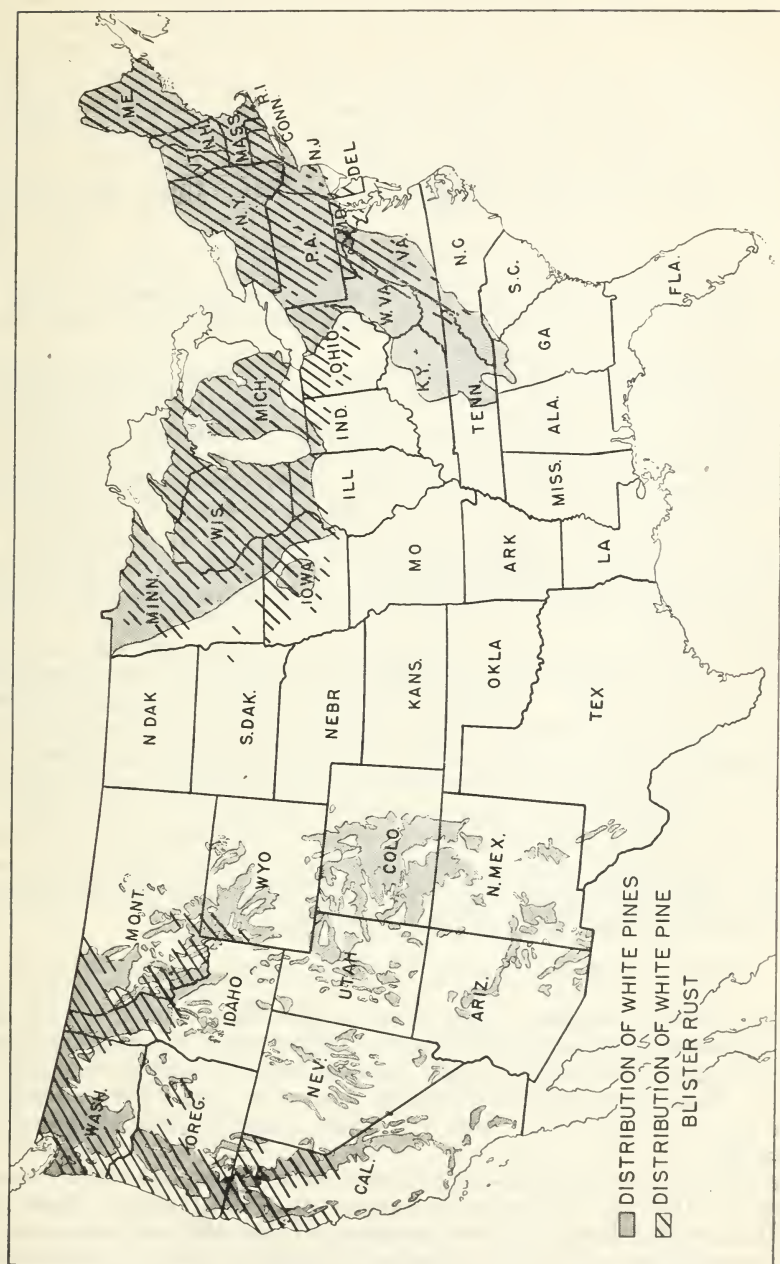 WASH.
OREG.
CAL.
NEV.
IDAHO
MONT.
WYO
UTAH
COLO
ARIZ.
N.MEX.
N DAK
S.DAK.
NEBR
KANS.
OKLA
TEX
MINN.
IOWA
MO
ARK
LA
WIS.
ILL
MICH.
IND.
OHIO
K.Y.
TENN.
MISS.
ALA.
GA
FLA.
S.C.
N.C
VA.
W.VA
MD.
DEL
PA.
N.J
N.Y.
CONN.
R.I
MASS.
VT.
N.H.
ME.
DISTRIBUTION OF WHITE PINES
DISTRIBUTION OF WHITE PINE
BLISTER RUST